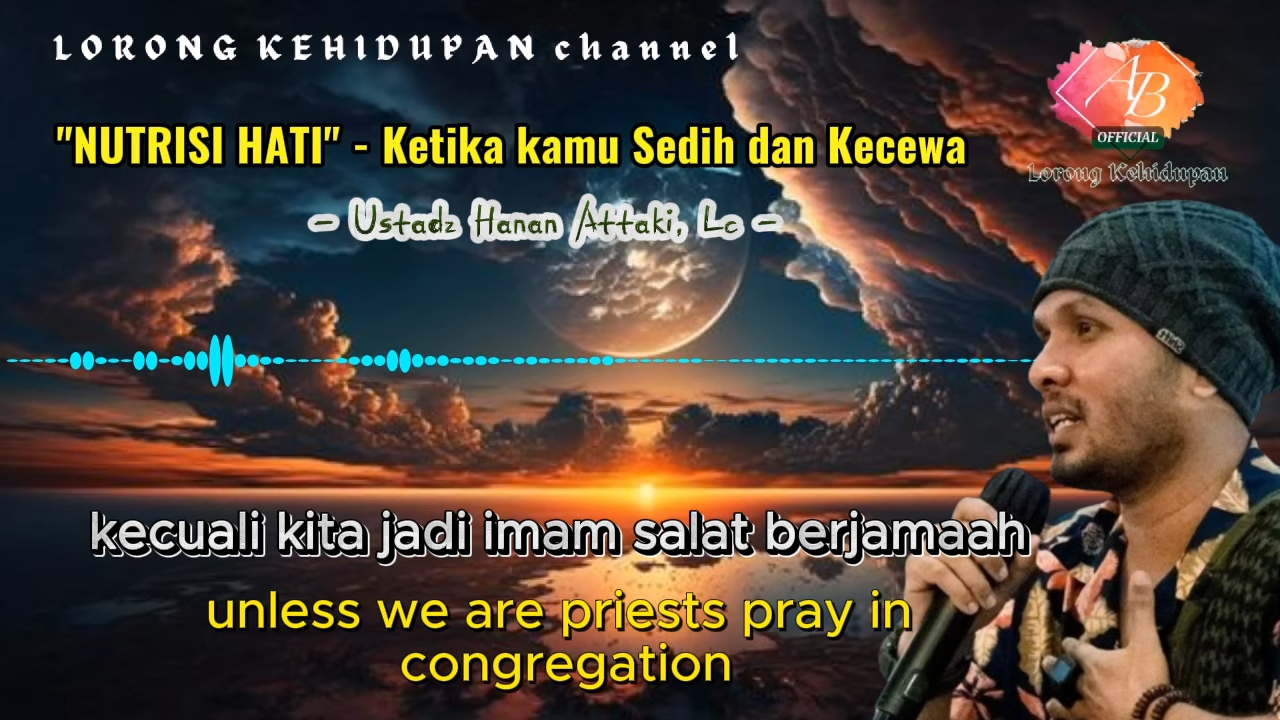 LORONG KEHIDUPAN channel
AB
OFFICIAL
Lorong Kehidupan
"NUTRISI HATI" - Ketika kamu Sedih dan Kecewa
- Ustadz Hanan Attaki, Lc -
kecuali kita jadi imam salat berjamaah
unless we are priests pray in
congregation